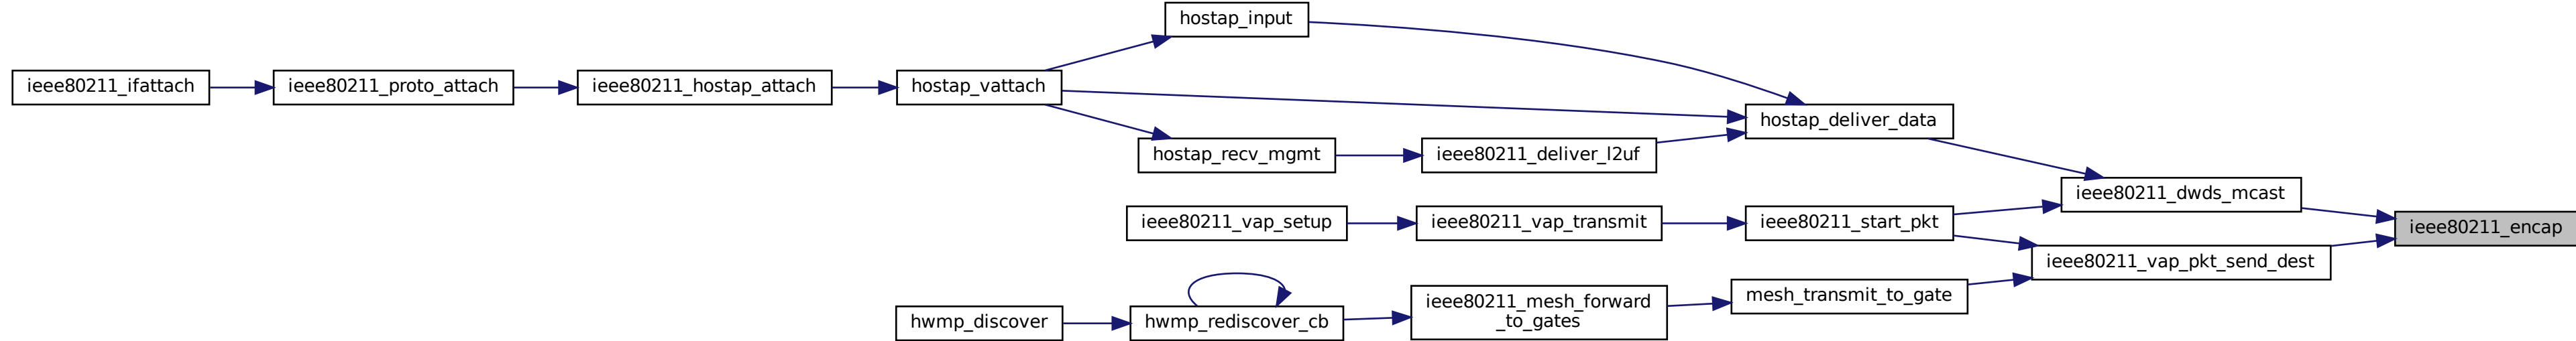 hostap_input
ieee80211_ifattach
ieee80211_proto_attach
ieee80211_hostap_attach
hostap_vattach
hostap_deliver_data
hostap_recv_mgmt
ieee80211_deliver_l2uf
ieee80211_dwds_mcast
ieee80211_vap_setup
ieee80211_vap_transmit
ieee80211_start_pkt
ieee80211_encap
ieee80211_vap_pkt_send_dest
mesh_transmit_to_gate
ieee80211_mesh_forward
_to_gates
hwmp_rediscover_cb
hwmp_discover